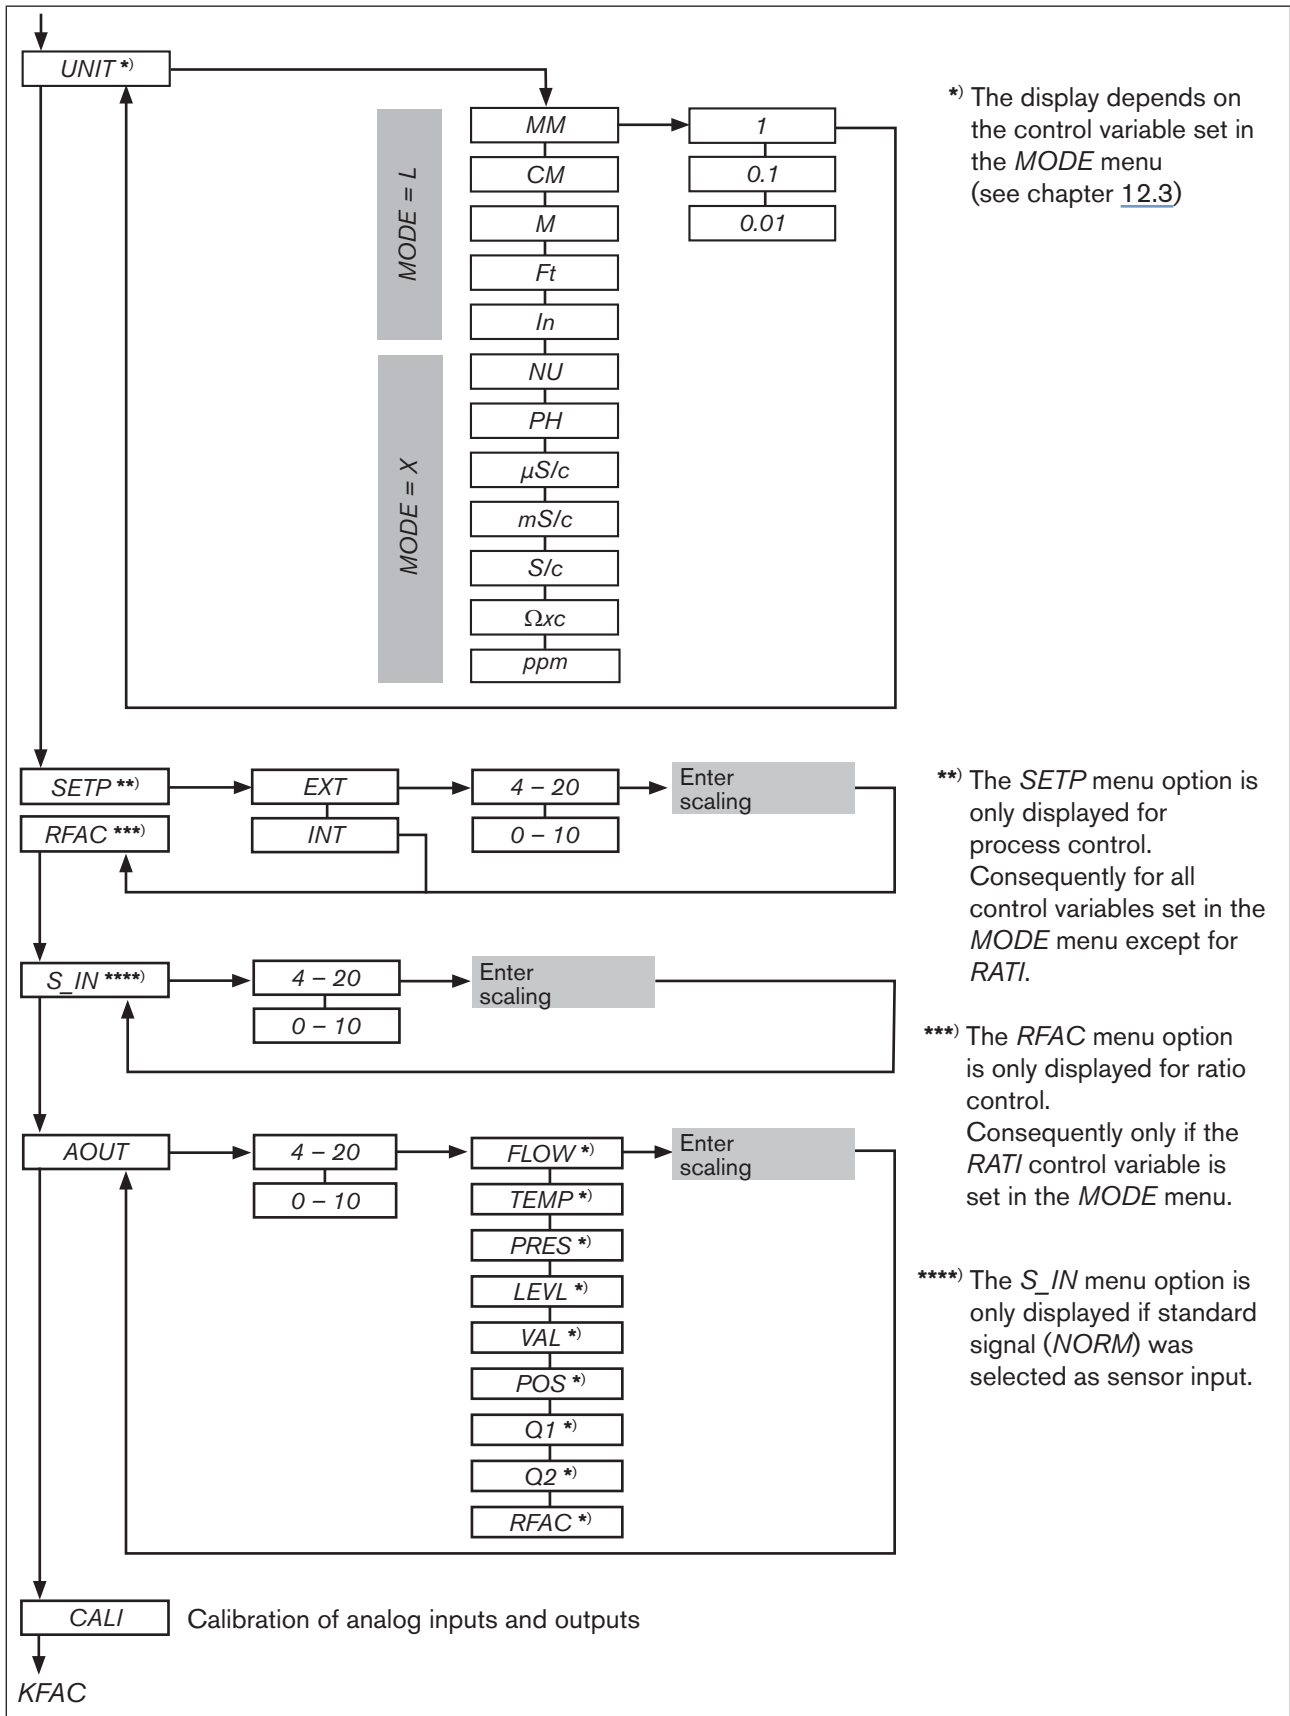 UNIT *)
MODE = L
MM
CM
M
Ft
In
1
0.1
0.01
*) The display depends on
the control variable set in
the MODE menu
(see chapter 12.3)
MODE = X
NU
PH
µS/c
mS/c
S/c
Ωxc
ppm
SETP **)
RFAC ***)
EXT
INT
4 – 20
0 – 10
Enter
scaling
**) The SETP menu option is
only displayed for
process control.
Consequently for all
control variables set in the
MODE menu except for
RATI.
S_IN ****)
4 – 20
0 – 10
Enter
scaling
***) The RFAC menu option
is only displayed for ratio
control.
Consequently only if the
RATI control variable is
set in the MODE menu.
AOUT
4 – 20
0 – 10
FLOW *)
TEMP *)
PRES *)
LEVL *)
VAL *)
POS *)
Q1 *)
Q2 *)
RFAC *)
Enter
scaling
****) The S_IN menu option is
only displayed if standard
signal (NORM) was
selected as sensor input.
CALI
Calibration of analog inputs and outputs
KFAC